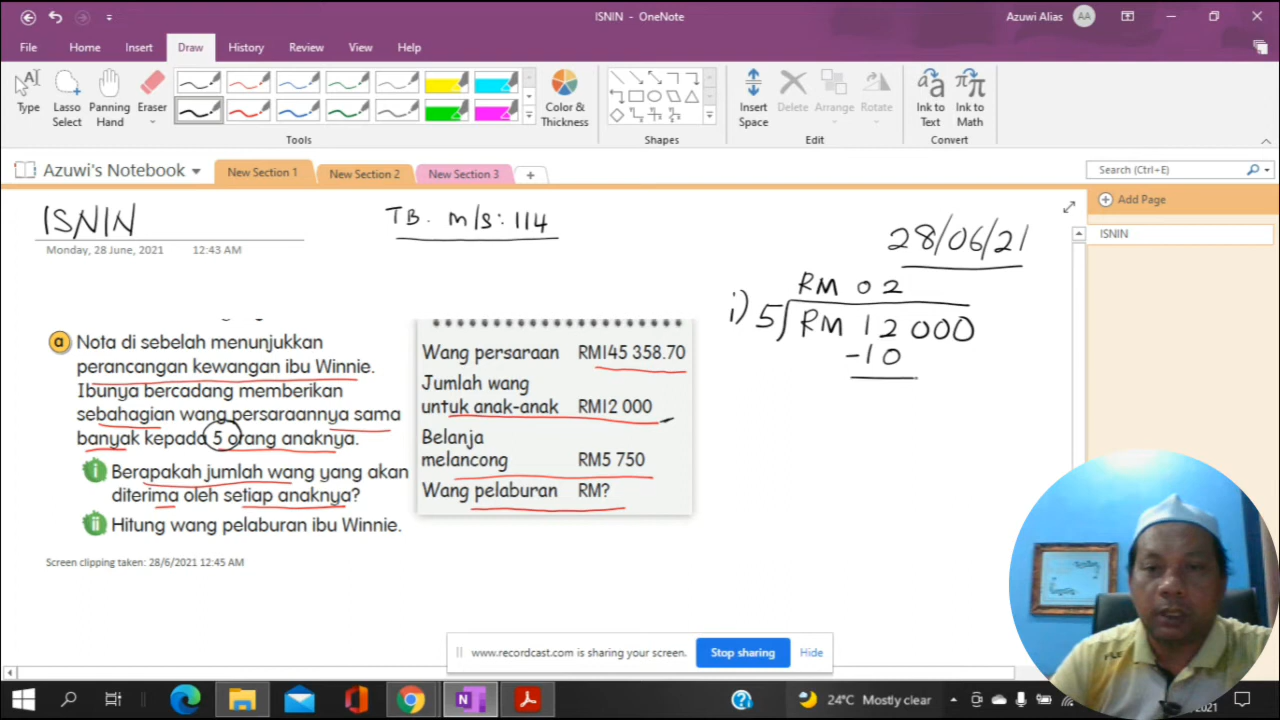 ISNIN - OneNote
Azuwi Alias AA
File Home Insert Draw History Review View Help
Type
Lasso Select
Panning Hand
Eraser
Color & Thickness
Insert Space
Delete
Arrange
Rotate
Ink to Text
Ink to Math
Tools
Shapes
Edit
Convert
Azuwi's Notebook
New Section 1
New Section 2
New Section 3
Search (Ctrl+E)
Add Page
ISNIN
ISNIN
Monday, 28 June, 2021 12:43 AM
TB. m/s: 114
28/06/21
a Nota di sebelah menunjukkan
perancangan kewangan ibu Winnie.
Ibunya bercadang memberikan
sebahagian wang persaraannya sama
banyak kepada 5 orang anaknya.
i Berapakah jumlah wang yang akan
diterima oleh setiap anaknya?
ii Hitung wang pelaburan ibu Winnie.
Wang persaraan RM145 358.70
Jumlah wang
untuk anak-anak RM12 000
Belanja
melancong RM5 750
Wang pelaburan RM?
RM 02
i) 5 RM 12 000
-10
Screen clipping taken: 28/6/2021 12:45 AM
www.recordcast.com is sharing your screen.
Stop sharing
Hide
24°C Mostly clear